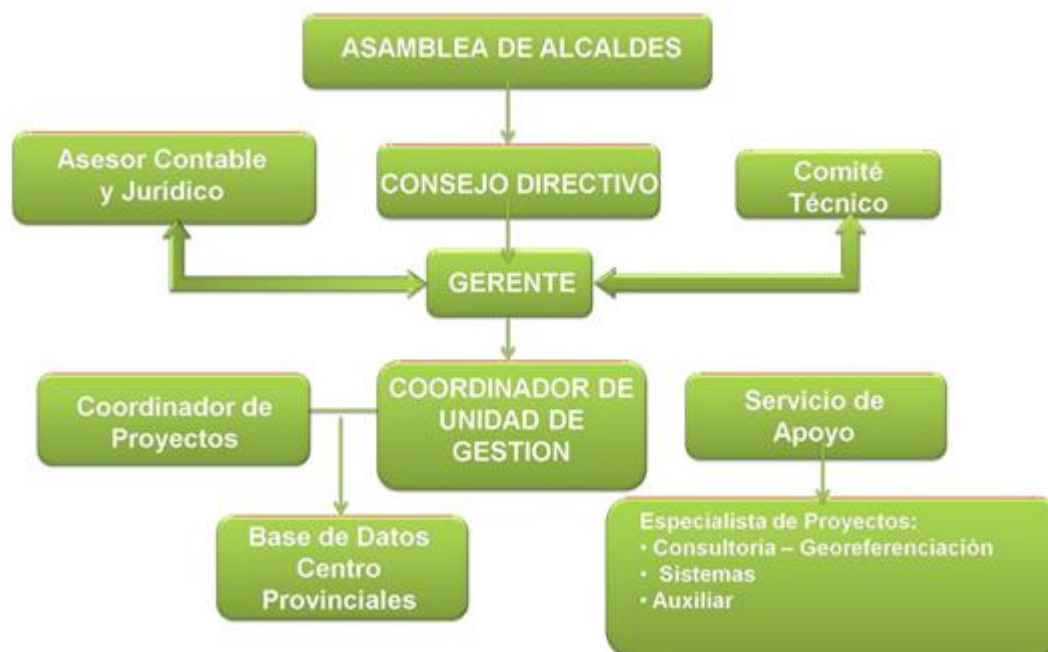 ASAMBLEA DE ALCALDES
Asesor Contable
y Jurídico
CONSEJO DIRECTIVO
Comité
Técnico
GERENTE
Coordinador de
Proyectos
COORDINADOR DE
UNIDAD DE
GESTION
Servicio de
Apoyo
Base de Datos
Centro
Provinciales
Especialista de Proyectos:
• Consultoria – Georeferenciaciòn
• Sistemas
• Auxiliar